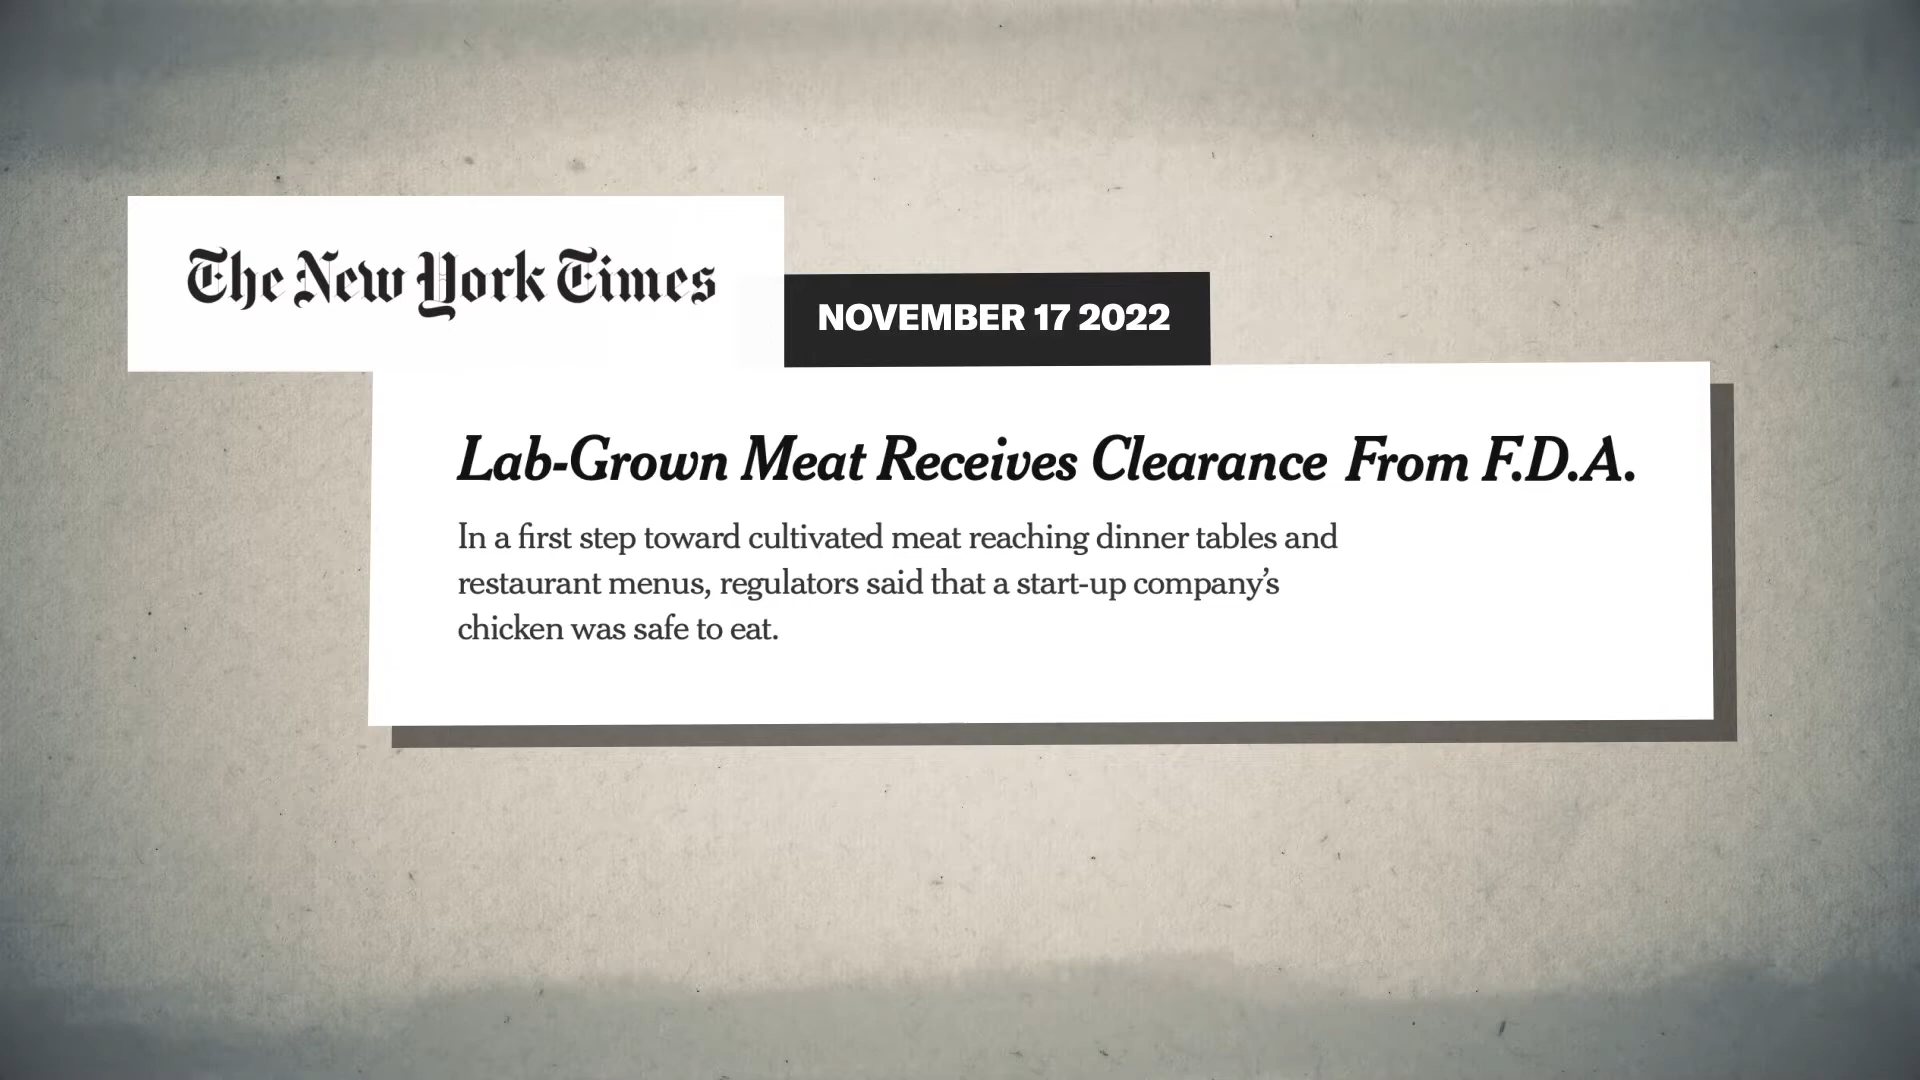 The New York Times
NOVEMBER 17 2022
Lab-Grown Meat Receives Clearance From F.D.A.
In a first step toward cultivated meat reaching dinner tables and
restaurant menus, regulators said that a start-up company’s
chicken was safe to eat.